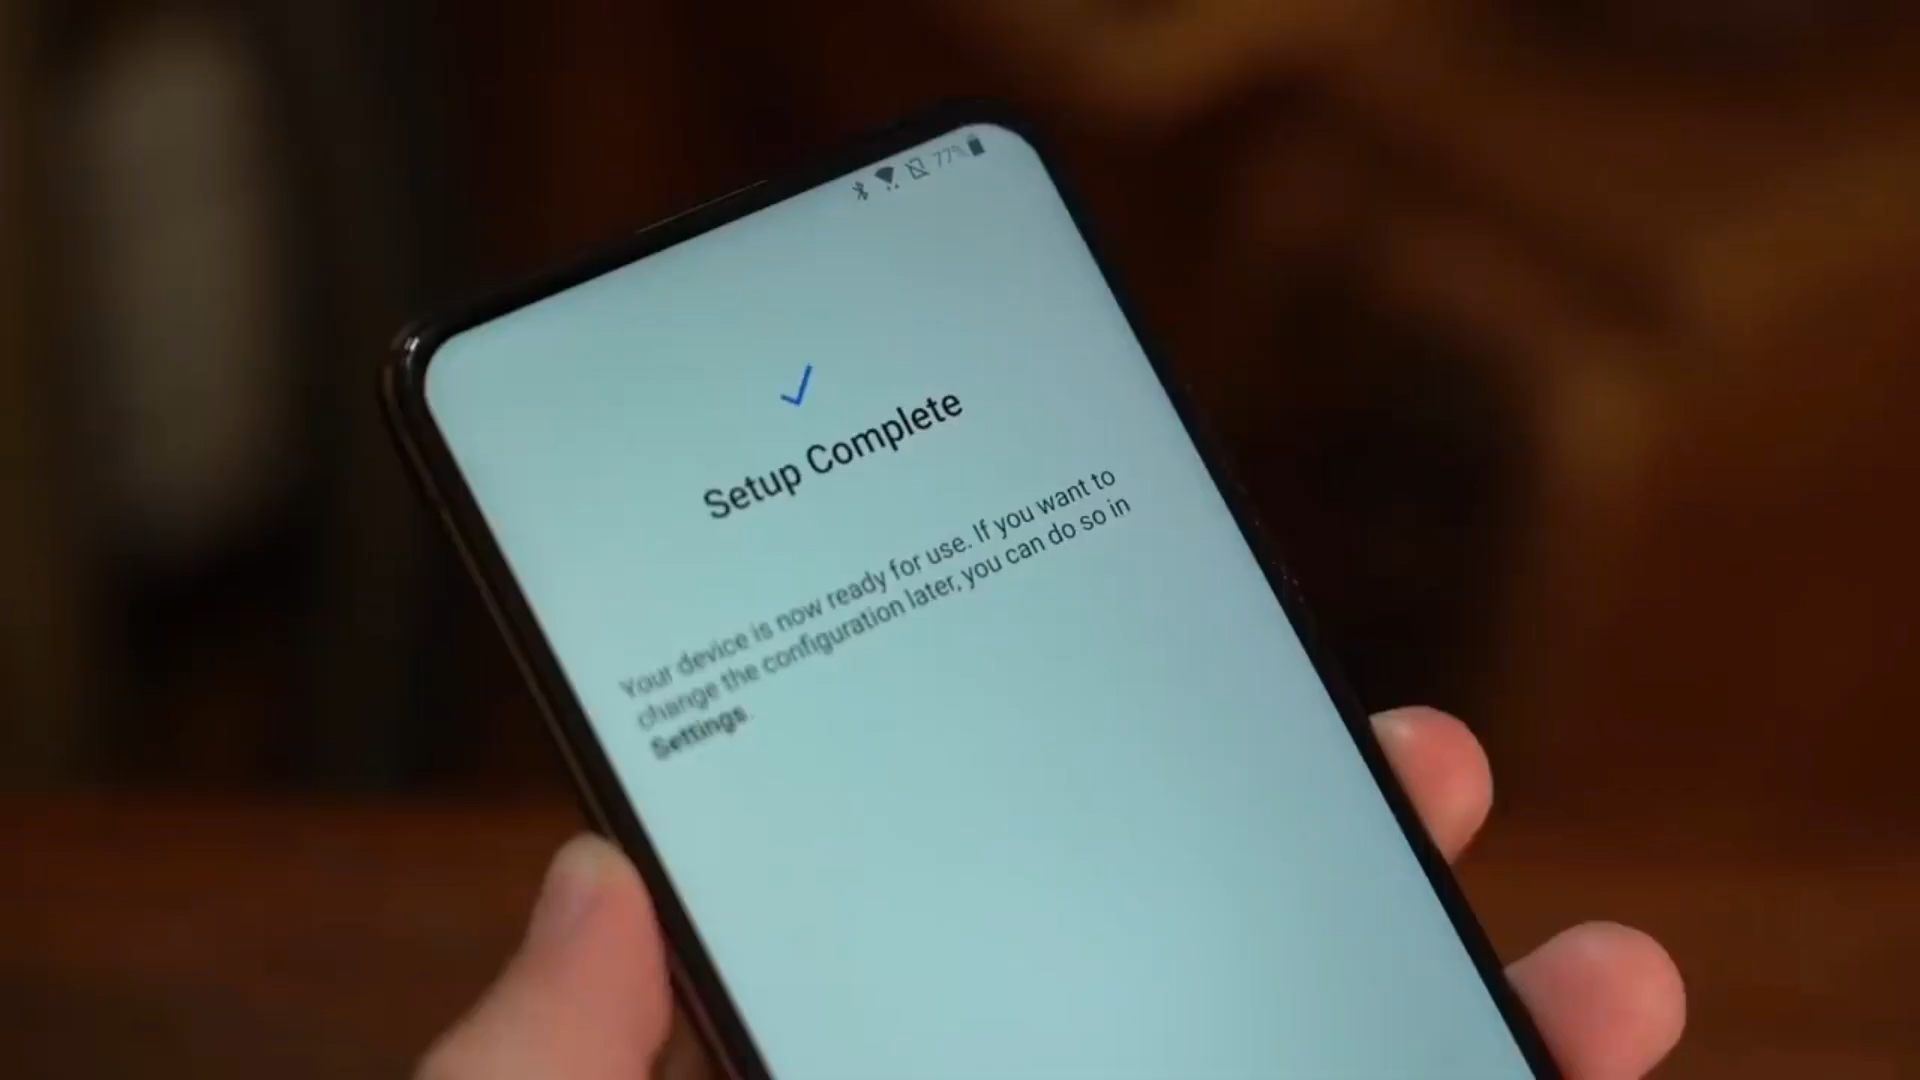 77%
Setup Complete
Your device is now ready for use. If you want to
change the configuration later, you can do so in
Settings.